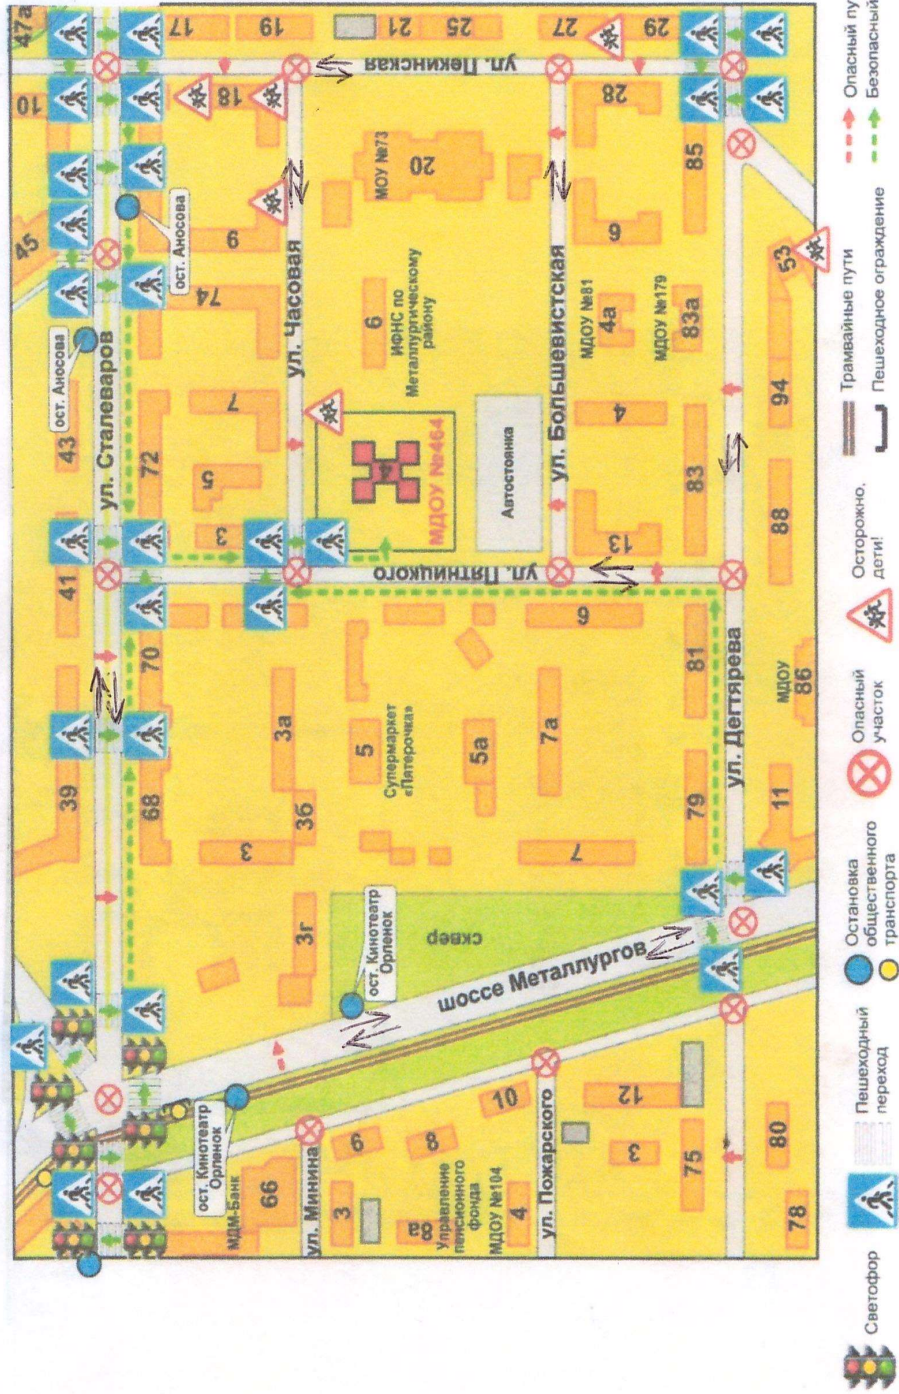 45
10
47а
39
41
43
ост. Аносова
ул. Сталеваров
68
70
72
ост. Аносова
17
ост. Кинотеатр
Орленок
74
МДМ-Банк
66
3
3
5
7
9
18
19
3а
3б
3г
ул. Минина
ул. Часовая
3
6
ост. Кинотеатр
Орленок
5
Супермаркет
«Пятерочка»
4
МДОУ №464
6
ИФНС по
Металлургическому
району
МОУ №73
20
21
ул. Пекинская
8а
8
Управление
пенсионного
фонда
сквер
25
МДОУ №104
4
10
шоссе Металлургов
5а
ул. Пятницкого
Автостоянка
ул. Пожарского
7а
ул. Большевистская
27
7
6
МДОУ №81
4а
13
4
6
28
3
12
МДОУ №179
83а
29
75
79
81
83
85
ул. Дегтярева
80
78
11
МДОУ
86
88
94
53
Светофор
Пешеходный
переход
Остановка
общественного
транспорта
Опасный
участок
Осторожно,
дети!
Трамвайные пути
Пешеходное ограждение
Опасный пу
Безопасный